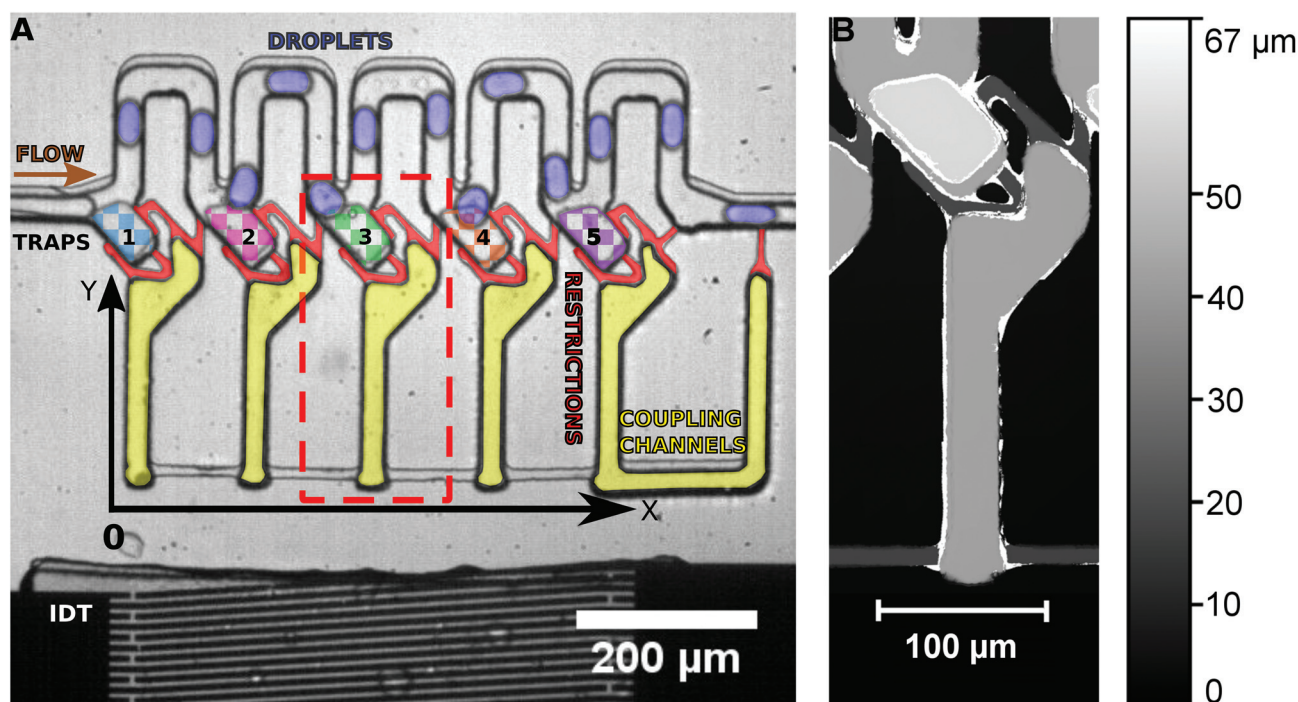 A
DROPLETS
FLOW
TRAPS
1
2
3
4
5
Y
RESTRICTIONS
COUPLING
CHANNELS
X
0
IDT
200 µm
B
100 µm
67 µm
50
40
30
20
10
0